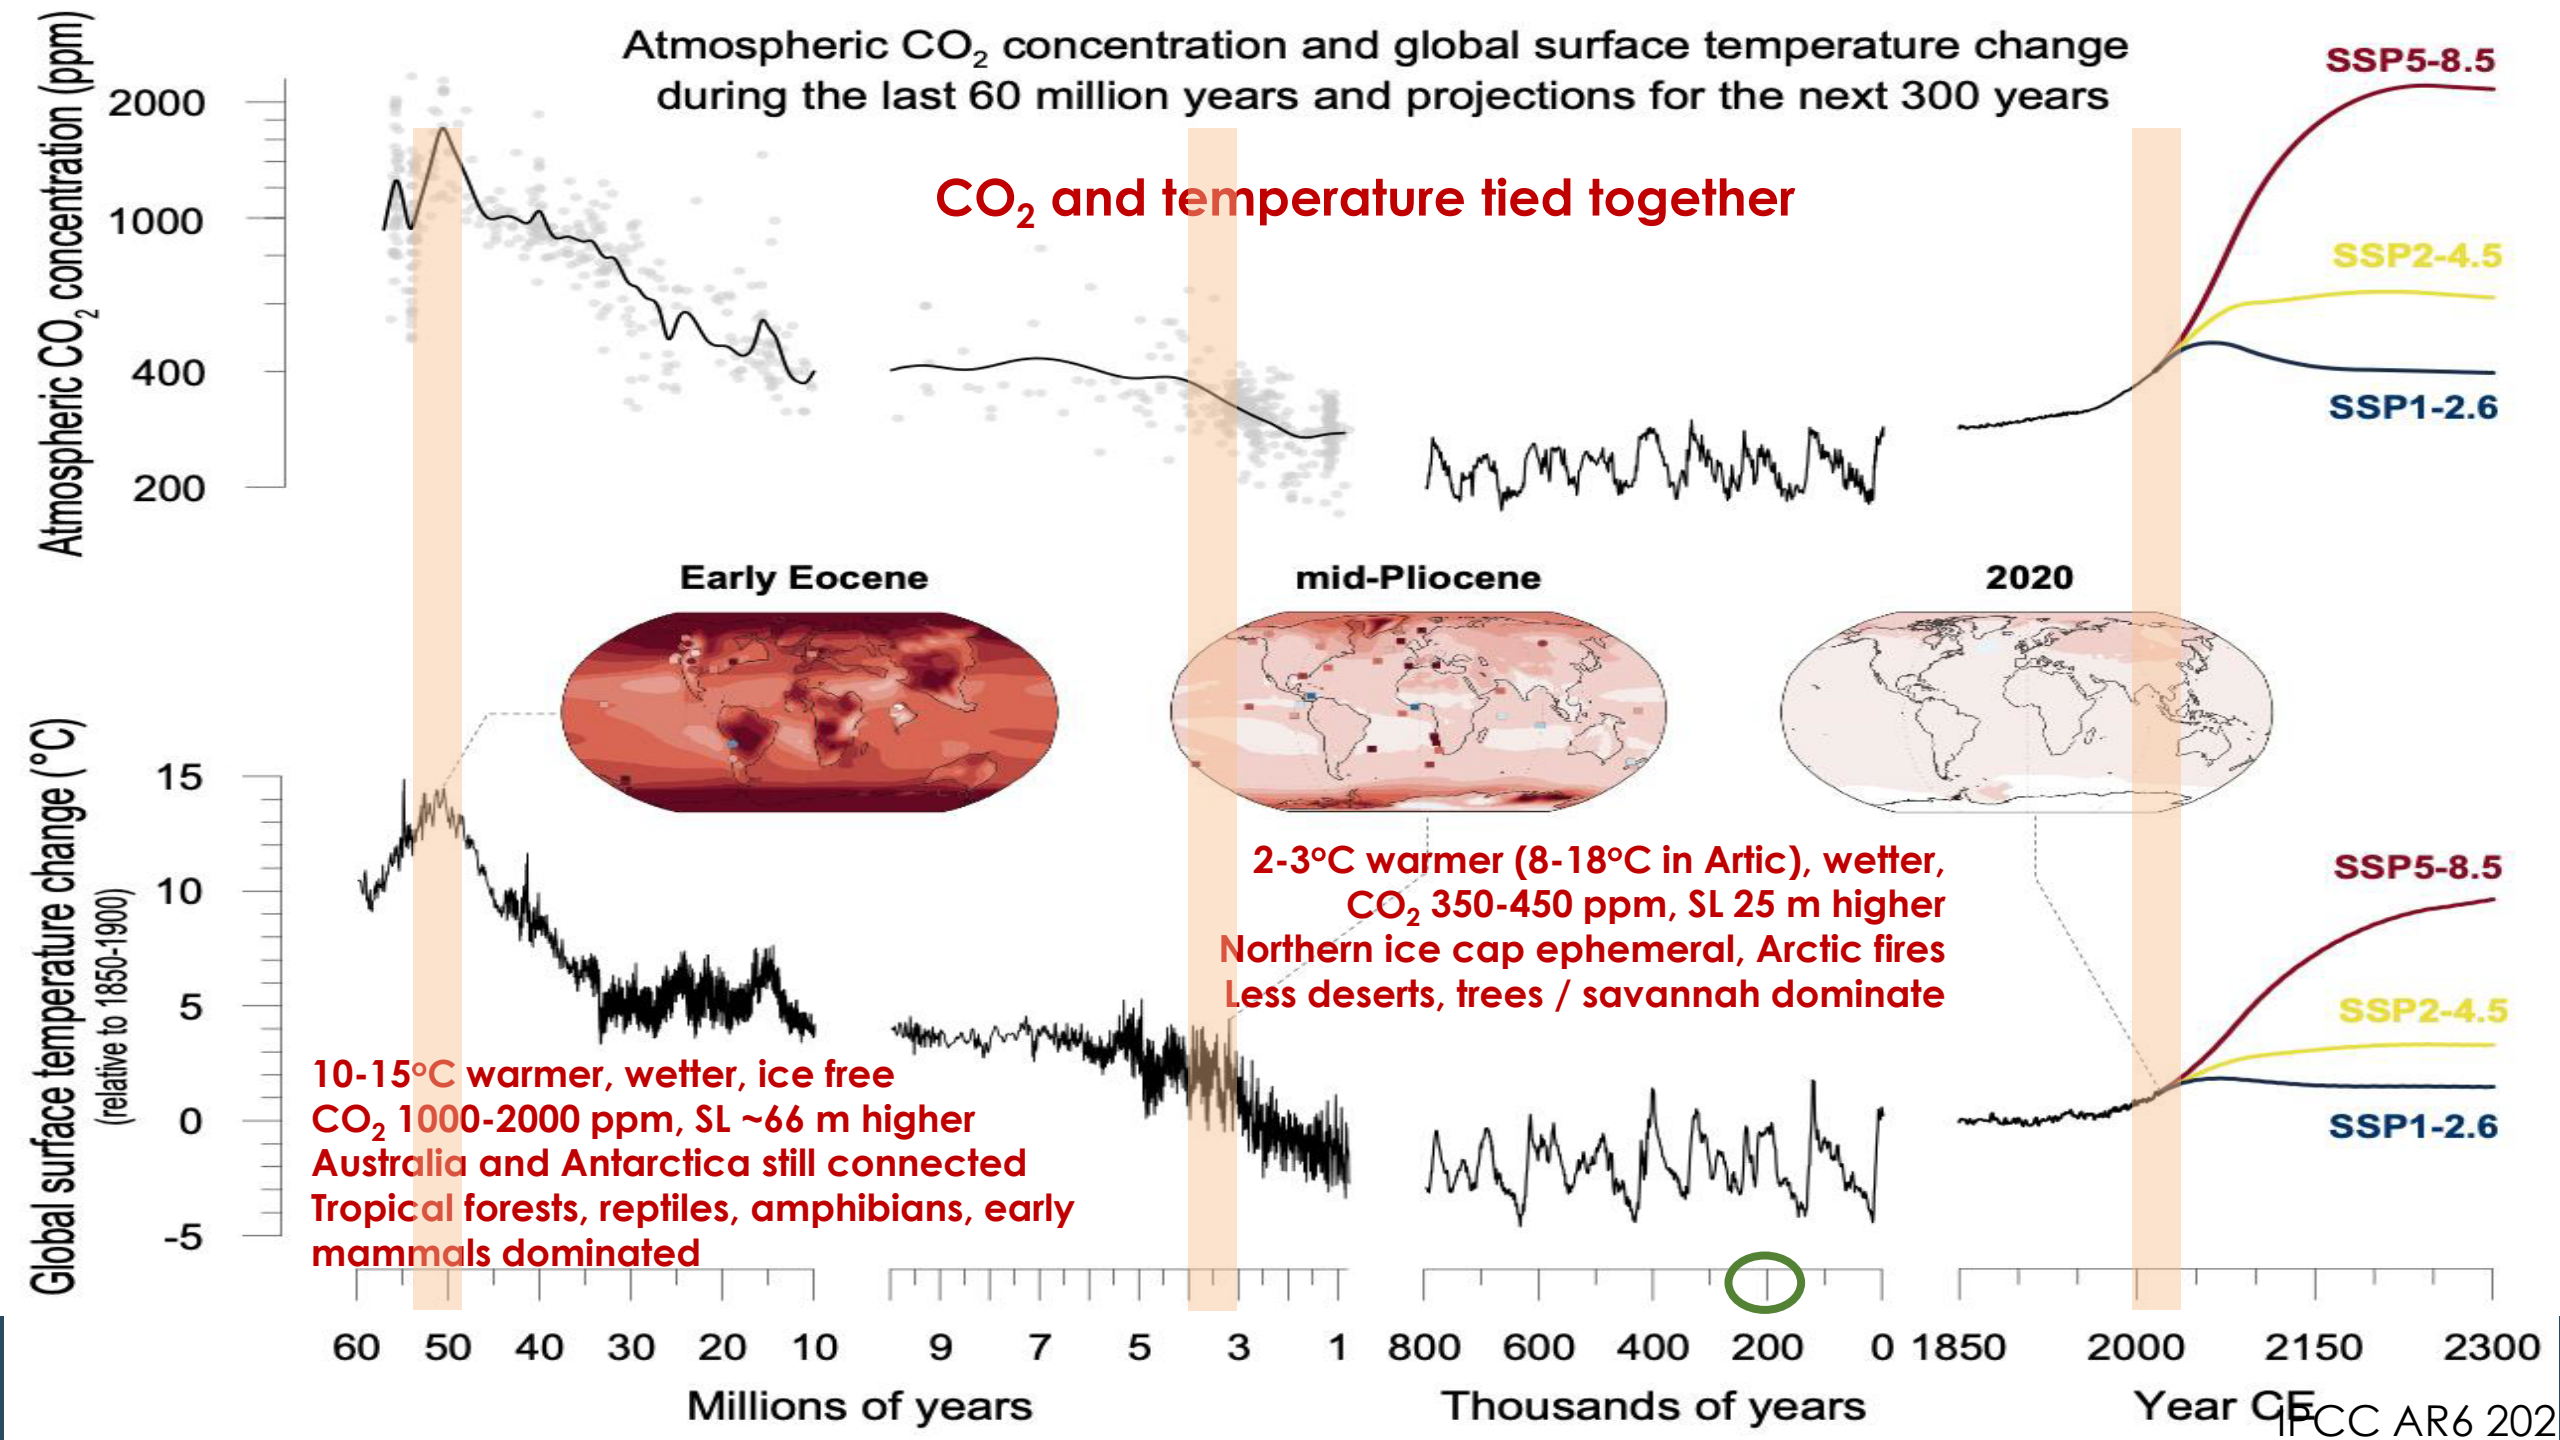 Atmospheric CO₂ concentration and global surface temperature change
during the last 60 million years and projections for the next 300 years
Atmospheric CO₂ concentration (ppm)
2000
1000
400
200
CO₂ and temperature tied together
SSP5-8.5
SSP2-4.5
SSP1-2.6
Early Eocene
mid-Pliocene
2020
Global surface temperature change (°C)
(relative to 1850-1900)
15
10
5
0
-5
2-3°C warmer (8-18°C in Artic), wetter,
CO₂ 350-450 ppm, SL 25 m higher
Northern ice cap ephemeral, Arctic fires
Less deserts, trees / savannah dominate
10-15°C warmer, wetter, ice free
CO₂ 1000-2000 ppm, SL ~66 m higher
Australia and Antarctica still connected
Tropical forests, reptiles, amphibians, early
mammals dominated
SSP5-8.5
SSP2-4.5
SSP1-2.6
60 50 40 30 20 10 9 7 5 3 1 800 600 400 200 0 1850 2000 2150 2300
Millions of years Thousands of years Year CE
IPCC AR6 202